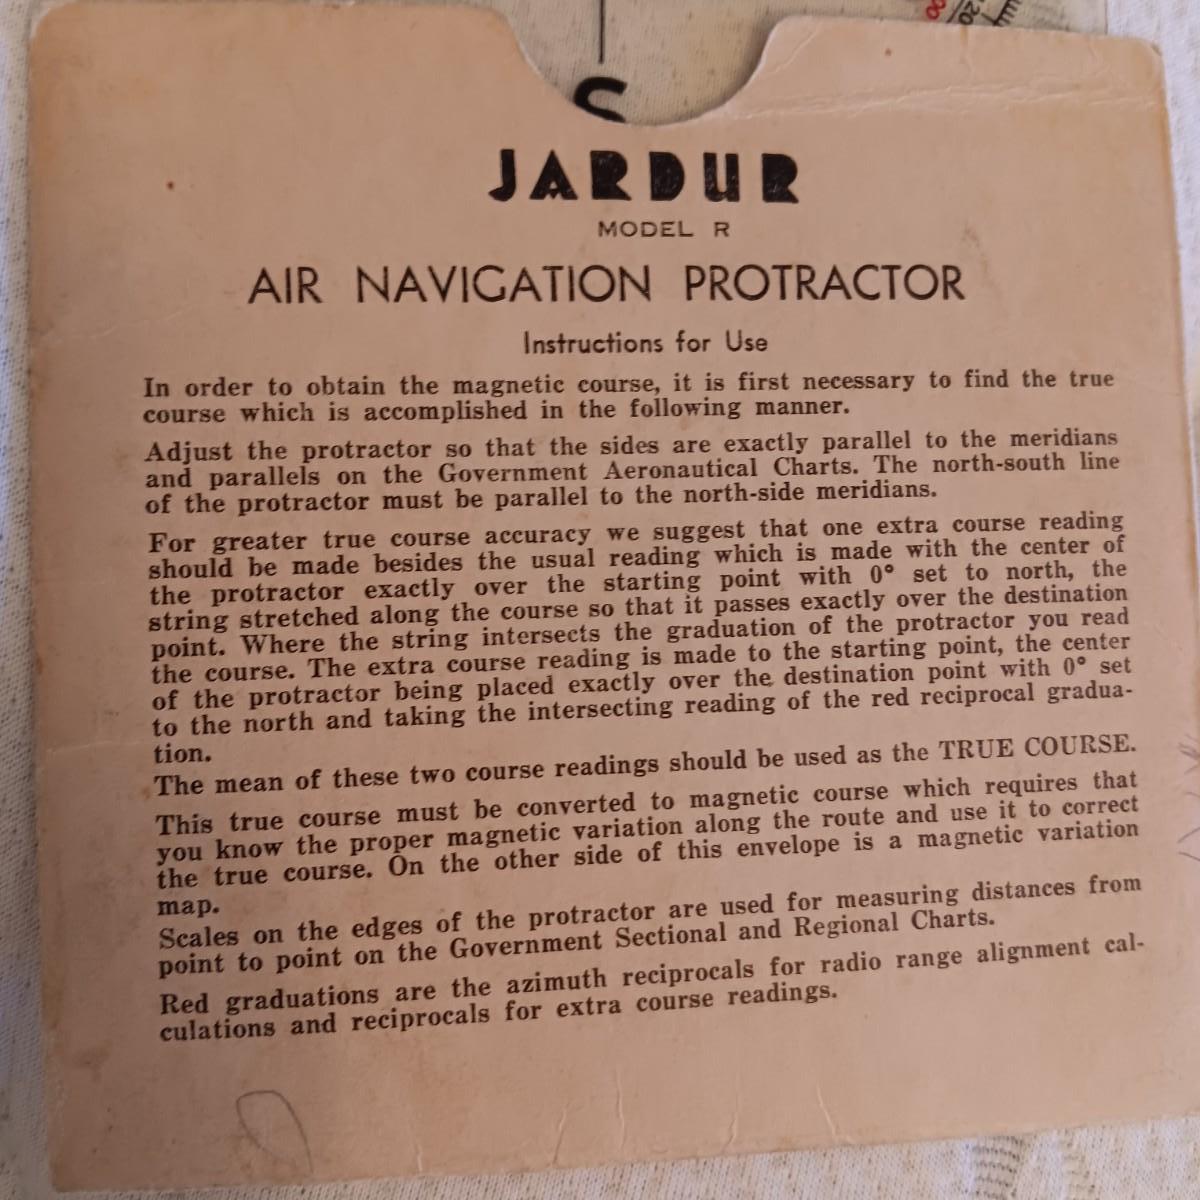 20
S
JARDUR
MODEL R
AIR NAVIGATION PROTRACTOR
Instructions for Use
In order to obtain the magnetic course, it is first necessary to find the true
course which is accomplished in the following manner.
Adjust the protractor so that the sides are exactly parallel to the meridians
and parallels on the Government Aeronautical Charts. The north-south line
of the protractor must be parallel to the north-side meridians.
For greater true course accuracy we suggest that one extra course reading
should be made besides the usual reading which is made with the center of
the protractor exactly over the starting point with 0° set to north, the
string stretched along the course so that it passes exactly over the destination
point. Where the string intersects the graduation of the protractor you read
the course. The extra course reading is made to the starting point, the center
of the protractor being placed exactly over the destination point with 0° set
to the north and taking the intersecting reading of the red reciprocal gradua-
tion.
The mean of these two course readings should be used as the TRUE COURSE.
This true course must be converted to magnetic course which requires that
you know the proper magnetic variation along the route and use it to correct
the true course. On the other side of this envelope is a magnetic variation
map.
Scales on the edges of the protractor are used for measuring distances from
point to point on the Government Sectional and Regional Charts.
Red graduations are the azimuth reciprocals for radio range alignment cal-
culations and reciprocals for extra course readings.